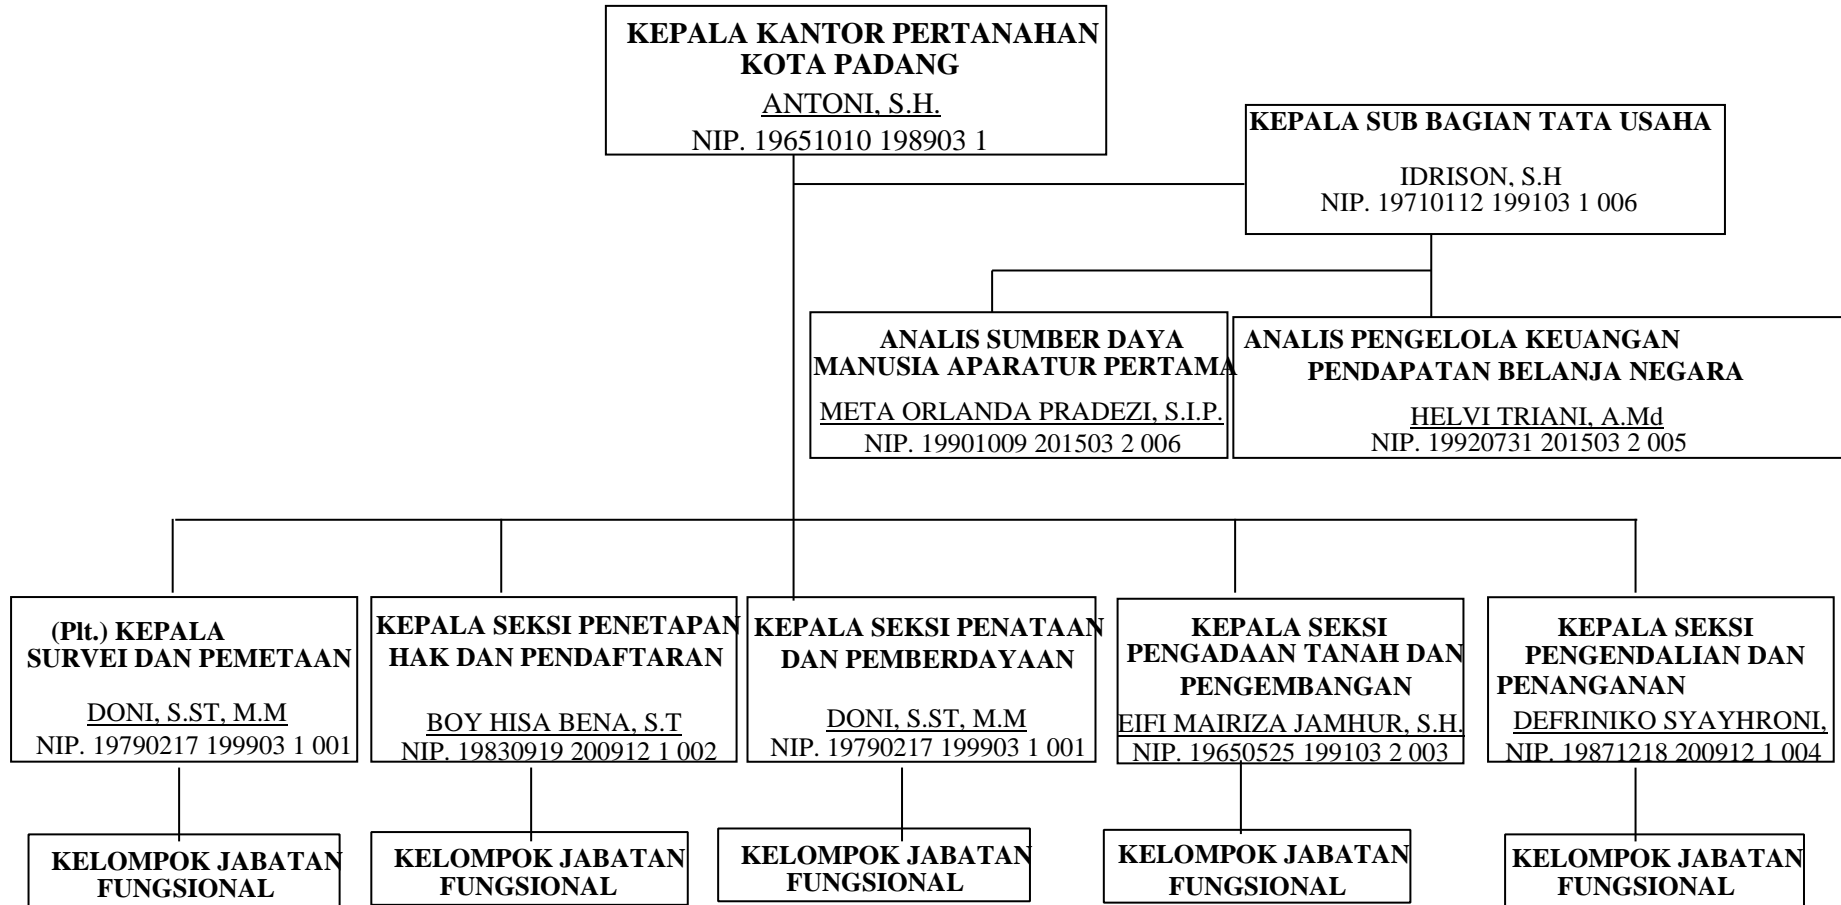 KEPALA KANTOR PERTANAHAN
KOTA PADANG
ANTONI, S.H.
NIP. 19651010 198903 1
KEPALA SUB BAGIAN TATA USAHA
IDRISON, S.H
NIP. 19710112 199103 1 006
ANALIS SUMBER DAYA
MANUSIA APARATUR PERTAMA
META ORLANDA PRADEZI, S.I.P.
NIP. 19901009 201503 2 006
ANALIS PENGELOLA KEUANGAN
PENDAPATAN BELANJA NEGARA
HELVI TRIANI, A.Md
NIP. 19920731 201503 2 005
(Plt.) KEPALA
SURVEI DAN PEMETAAN
DONI, S.ST, M.M
NIP. 19790217 199903 1 001
KEPALA SEKSI PENETAPAN
HAK DAN PENDAFTARAN
BOY HISA BENA, S.T
NIP. 19830919 200912 1 002
KEPALA SEKSI PENATAAN
DAN PEMBERDAYAAN
DONI, S.ST, M.M
NIP. 19790217 199903 1 001
KEPALA SEKSI
PENGADAAN TANAH DAN
PENGEMBANGAN
EIFI MAIRIZA JAMHUR, S.H.
NIP. 19650525 199103 2 003
KEPALA SEKSI
PENGENDALIAN DAN
PENANGANAN
DEFRINIKO SYAYHRONI,
NIP. 19871218 200912 1 004
KELOMPOK JABATAN
FUNGSIONAL
KELOMPOK JABATAN
FUNGSIONAL
KELOMPOK JABATAN
FUNGSIONAL
KELOMPOK JABATAN
FUNGSIONAL
KELOMPOK JABATAN
FUNGSIONAL